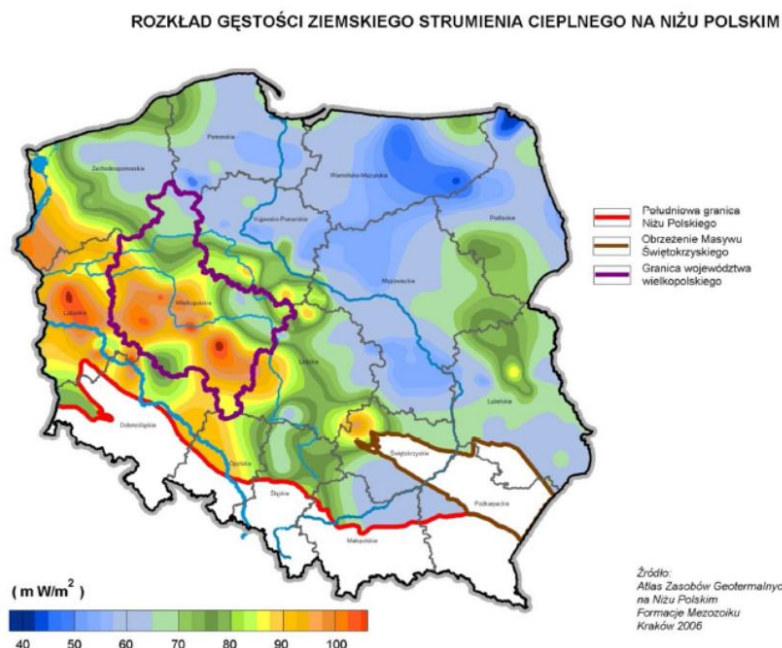 ROZKŁAD GĘSTOŚCI ZIEMSKIEGO STRUMIENIA CIEPLNEGO NA NIŻU POLSKIM
Pomorskie
Zachodniopomorskie
Warmińsko-Mazurskie
Podlaskie
Kujawsko-Pomorskie
Mazowieckie
Wielkopolskie
Lubuskie
Łódzkie
Lubelskie
Dolnośląskie
Opolskie
Świętokrzyskie
Śląskie
Podkarpackie
Małopolskie
Południowa granica
Niżu Polskiego
Obrzeżenie Masywu
Świętokrzyskiego
Granica województwa
wielkopolskiego
( m W/m² )
40 50 60 70 80 90 100
Źródło:
Atlas Zasobów Geotermalnyc
na Niżu Polskim
Formacje Mezozoiku
Kraków 2006